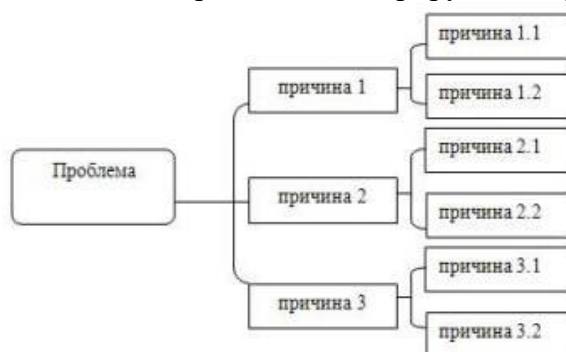 причина 1.1
причина 1
причина 1.2
причина 2.1
Проблема
причина 2
причина 2.2
причина 3.1
причина 3
причина 3.2